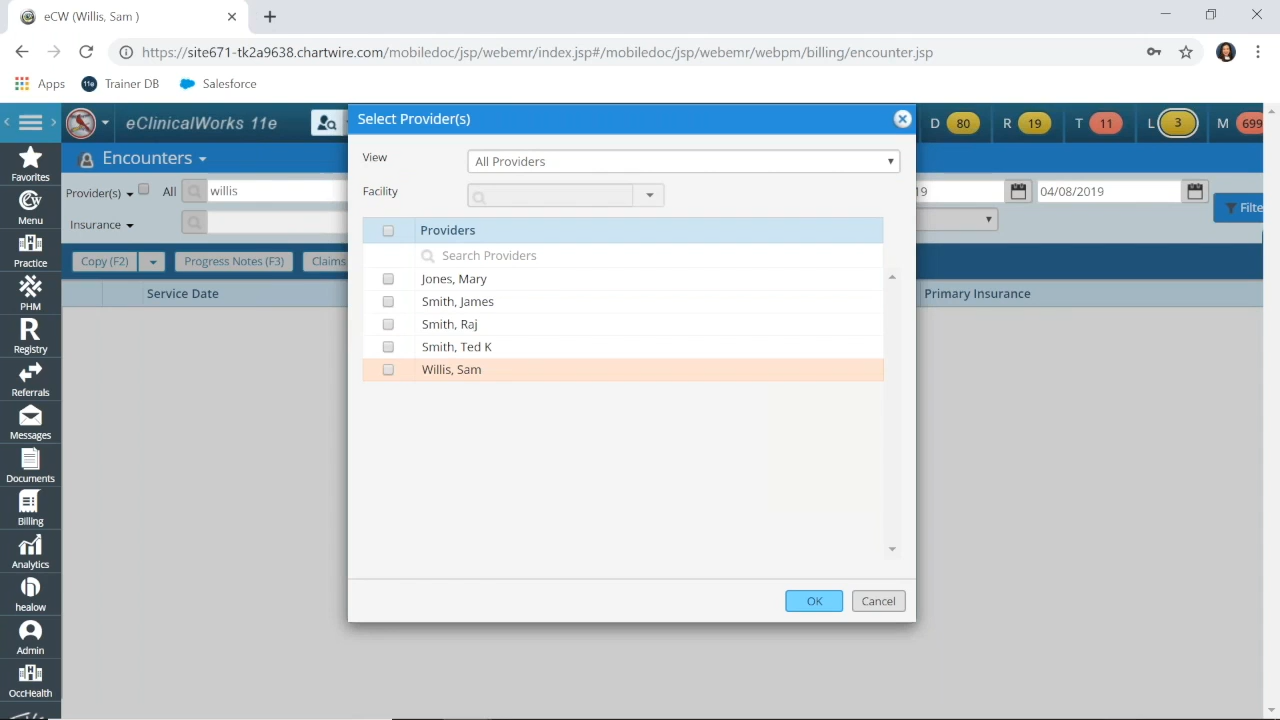 eCW (Willis, Sam )
https://site671-tk2a9638.chartwire.com/mobiledoc/jsp/webemr/index.jsp#/mobiledoc/jsp/webemr/webpm/billing/encounter.jsp
Apps 11e Trainer DB Salesforce
eClinicalWorks 11e
D 80 R 19 T 11 L 3 M 699
Encounters
Provider(s) All willis
19 04/08/2019
Insurance
Filte
Copy (F2) Progress Notes (F3) Claims
Service Date Primary Insurance
Favorites
Menu
Practice
PHM
R
Registry
Referrals
Messages
Documents
Billing
Analytics
healow
Admin
OccHealth
Select Provider(s)
View All Providers
Facility
Providers
Search Providers
Jones, Mary
Smith, James
Smith, Raj
Smith, Ted K
Willis, Sam
OK Cancel